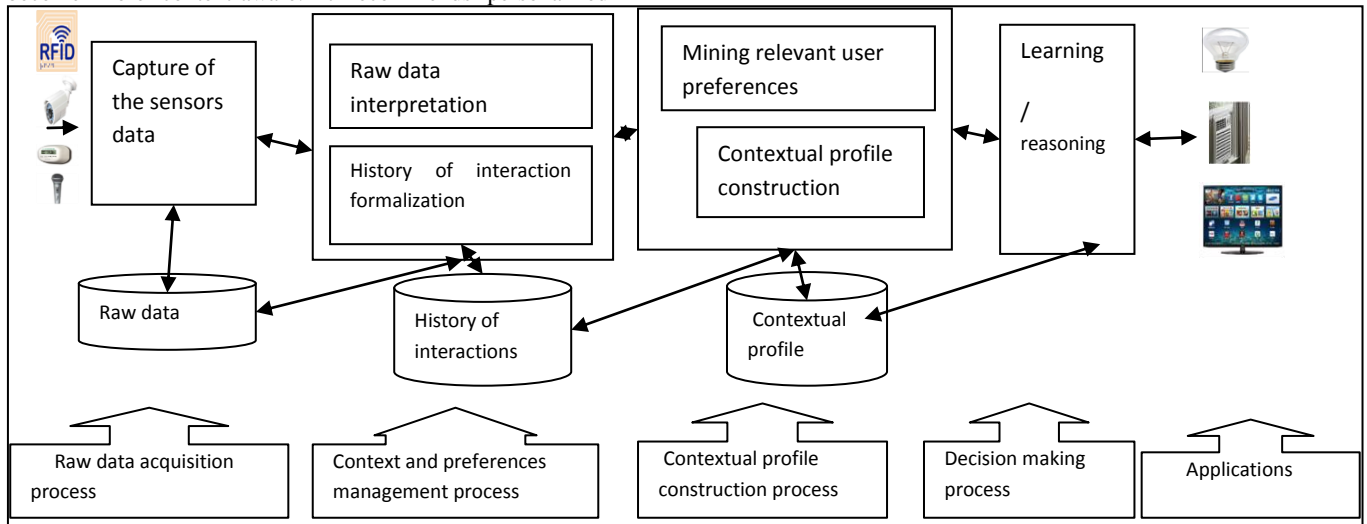 RFID
Capture of
the sensors
data
Raw data
interpretation
History of interaction
formalization
Mining relevant user
preferences
Contextual profile
construction
Learning
/
reasoning
Raw data
History of
interactions
Contextual
profile
Raw data acquisition
process
Context and preferences
management process
Contextual profile
construction process
Decision making
process
Applications